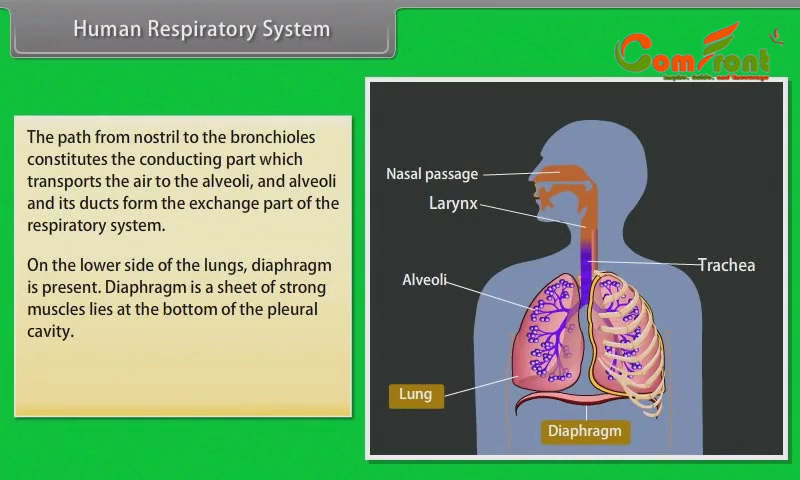 Human Respiratory System
ComFront
The path from nostril to the bronchioles
constitutes the conducting part which
transports the air to the alveoli, and alveoli
and its ducts form the exchange part of the
respiratory system.
On the lower side of the lungs, diaphragm
is present. Diaphragm is a sheet of strong
muscles lies at the bottom of the pleural
cavity.
Nasal passage
Larynx
Trachea
Alveoli
Lung
Diaphragm